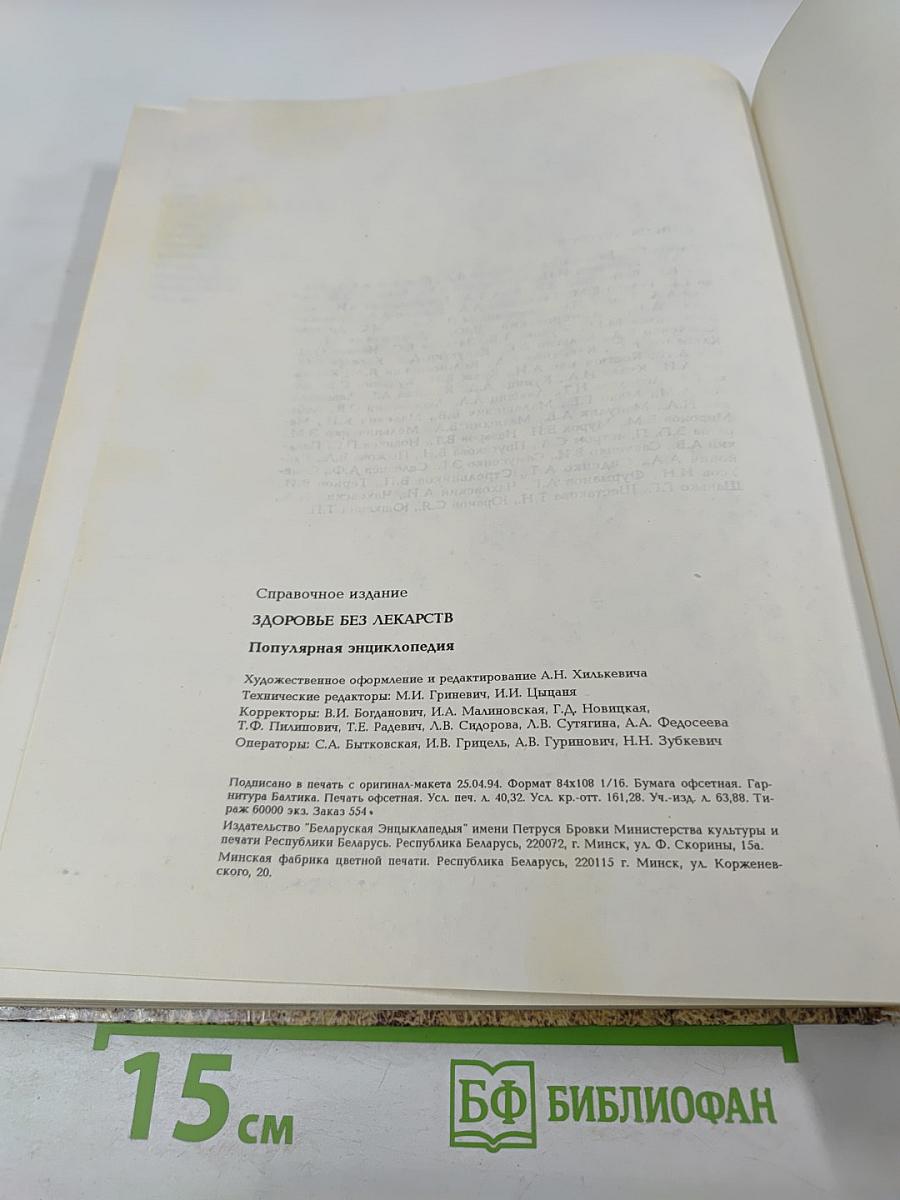 Справочное издание
ЗДОРОВЬЕ БЕЗ ЛЕКАРСТВ
Популярная энциклопедия
Художественное оформление и редактирование А.Н. Хилькевича
Технические редакторы: М.И. Гриневич, И.И. Цыцаня
Корректоры: В.И. Богданович, И.А. Малиновская, Г.Д. Новицкая,
Т.Ф. Пилипович, Т.Е. Радевич, Л.В. Сидорова, Л.В. Сутягина, А.А. Федосеева
Операторы: С.А. Бытковская, И.В. Грицель, А.В. Гуринович, Н.Н. Зубкевич
Подписано в печать с оригинал-макета 25.04.94. Формат 84х108 1/16. Бумага офсетная. Гар-
нитура Балтика. Печать офсетная. Усл. печ. л. 40,32. Усл. кр.-отт. 161,28. Уч.-изд. л. 63,88. Ти-
раж 60000 экз. Заказ 554.
Издательство "Беларуская Энцыклапедыя" имени Петруся Бровки Министерства культуры и
печати Республики Беларусь. Республика Беларусь, 220072, г. Минск, ул. Ф. Скорины, 15а.
Минская фабрика цветной печати. Республика Беларусь, 220115 г. Минск, ул. Корженев-
ского, 20.
15 см
БФ БИБЛИОФАН